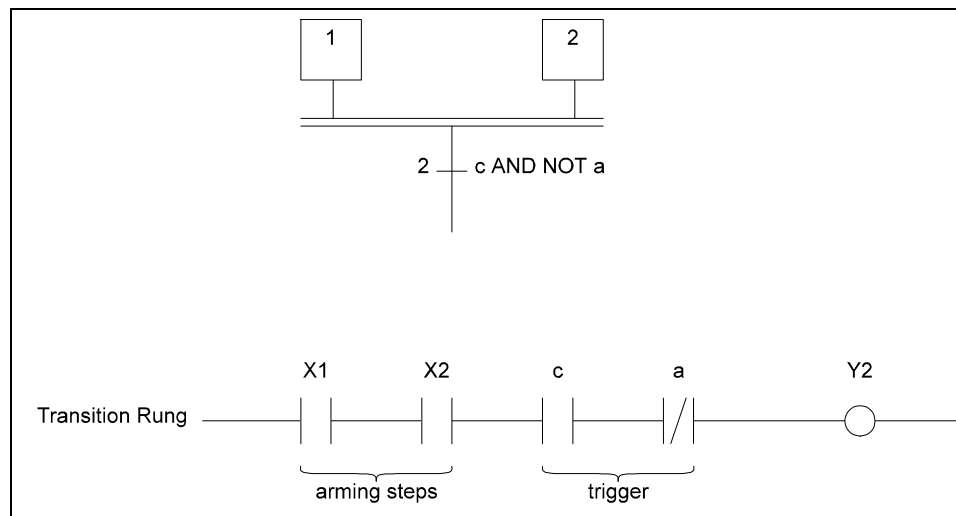 1 2
2 c AND NOT a
X1 X2 c a Y2
Transition Rung
arming steps trigger